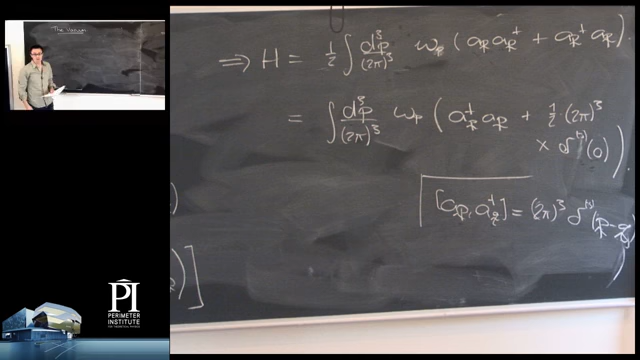 The Vacuum
⟹ H = ½ ∫ d³p/(2π)³ ω_p ( a_p a_p† + a_p† a_p ).
= ∫ d³p/(2π)³ ω_p ( a_p† a_p + ½ (2π)³
× δ⁽³⁾(0) ).
[a_p, a_q†] = (2π)³ δ⁽³⁾(p-q)
)
)]
PI
PERIMETER
INSTITUTE
FOR THEORETICAL PHYSICS